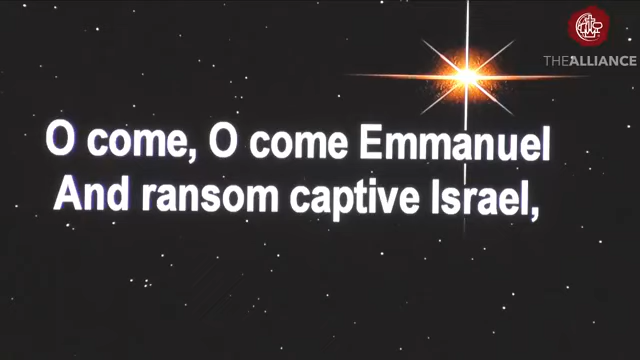 THEALLIANCE
O come, O come Emmanuel
And ransom captive Israel,